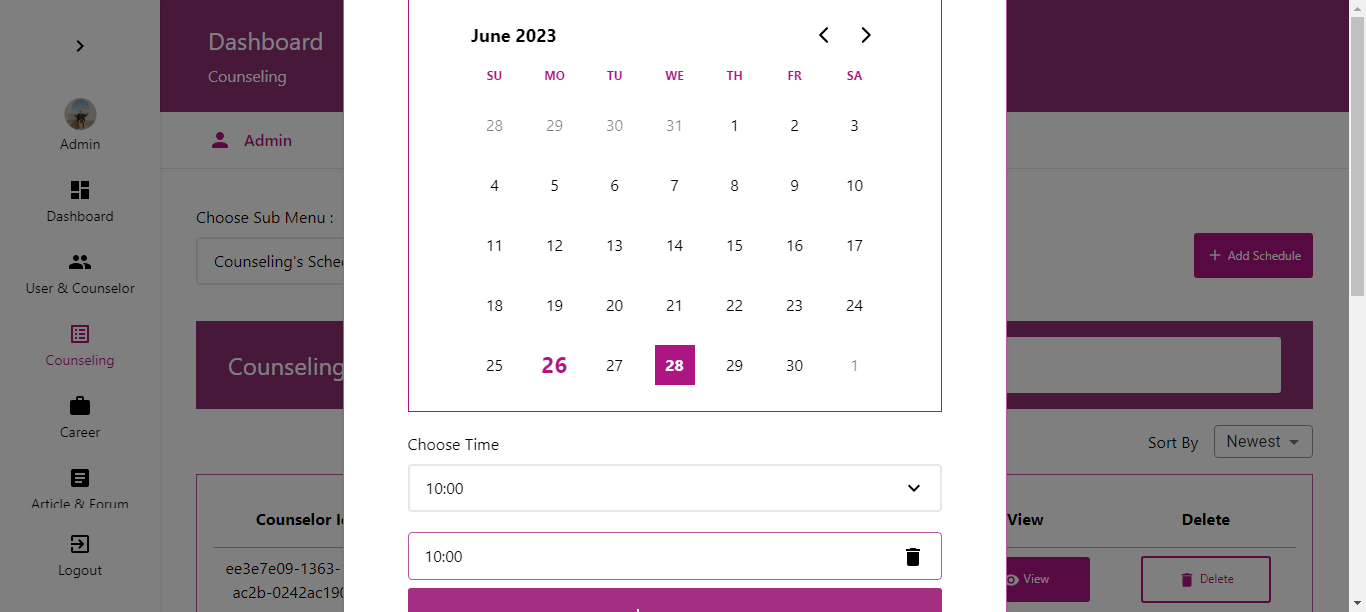 Admin
Dashboard
User & Counselor
Counseling
Career
Article & Forum
Logout
Dashboard
Counseling
Admin
Choose Sub Menu :
Counseling's
Add Schedule
Counseling
Sort By Newest
Counselor
View Delete
ee3e7e09-1363-
ac2b-0242ac190
View Delete
June 2023
SU MO TU WE TH FR SA
28 29 30 31 1 2 3
4 5 6 7 8 9 10
11 12 13 14 15 16 17
18 19 20 21 22 23 24
25 26 27 28 29 30 1
Choose Time
10:00
10:00